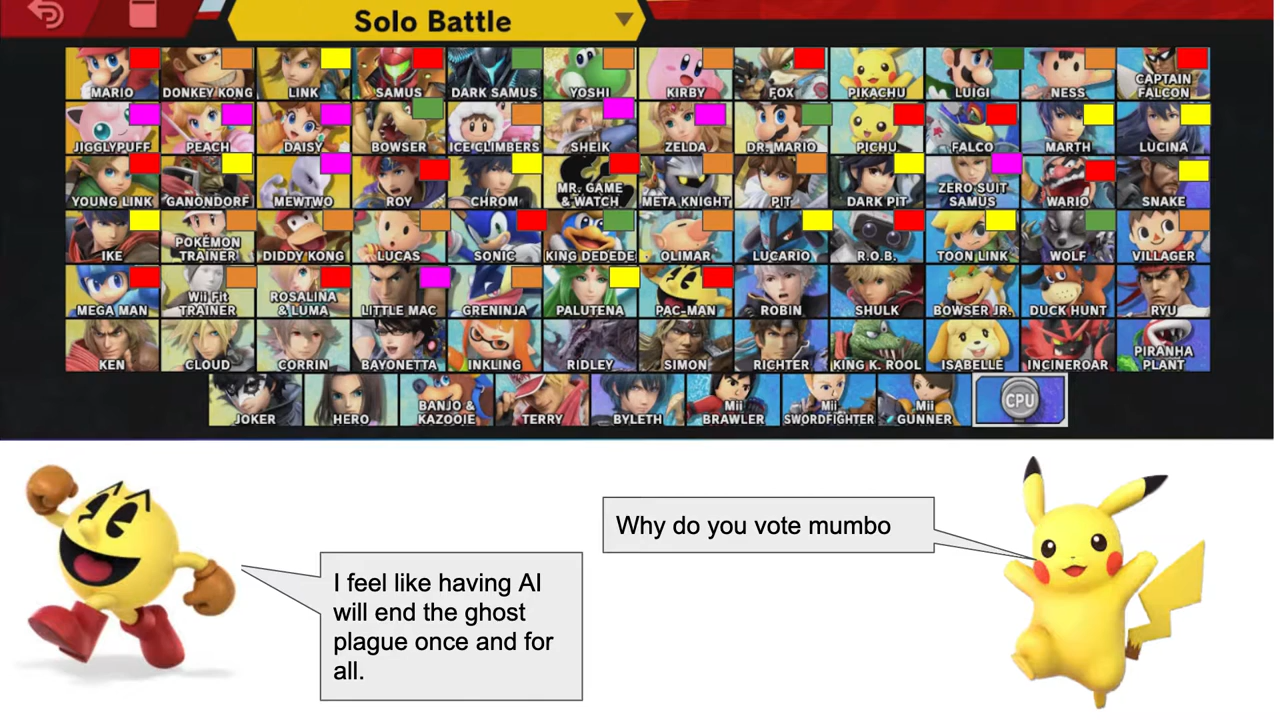 Solo Battle
MARIO
DONKEY KONG
LINK
SAMUS
DARK SAMUS
YOSHI
KIRBY
FOX
PIKACHU
LUIGI
NESS
CAPTAIN
FALCON
JIGGLYPUFF
PEACH
DAISY
BOWSER
ICE CLIMBERS
SHEIK
ZELDA
DR. MARIO
PICHU
FALCO
MARTH
LUCINA
YOUNG LINK
GANONDORF
MEWTWO
ROY
CHROM
MR. GAME
& WATCH
META KNIGHT
PIT
DARK PIT
ZERO SUIT
SAMUS
WARIO
SNAKE
IKE
POKÉMON
TRAINER
DIDDY KONG
LUCAS
SONIC
KING DEDEDE
OLIMAR
LUCARIO
R.O.B.
TOON LINK
WOLF
VILLAGER
MEGA MAN
Wii Fit
TRAINER
ROSALINA
& LUMA
LITTLE MAC
GRENINJA
PALUTENA
PAC-MAN
ROBIN
SHULK
BOWSER JR.
DUCK HUNT
RYU
KEN
CLOUD
CORRIN
BAYONETTA
INKLING
RIDLEY
SIMON
RICHTER
KING K. ROOL
ISABELLE
INCINEROAR
PIRANHA
PLANT
JOKER
HERO
BANJO &
KAZOOIE
TERRY
BYLETH
Mii
BRAWLER
Mii
SWORDFIGHTER
Mii
GUNNER
CPU
Why do you vote mumbo
I feel like having AI
will end the ghost
plague once and for
all.